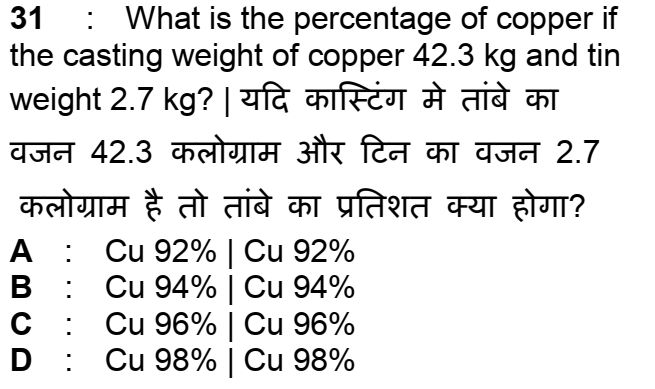 31 : What is the percentage of copper if
the casting weight of copper 42.3 kg and tin
weight 2.7 kg? | यदि कास्टिंग मे तांबे का
वजन 42.3 कलोग्राम और टिन का वजन 2.7
कलोग्राम है तो तांबे का प्रतिशत क्या होगा?
A : Cu 92% | Cu 92%
B : Cu 94% | Cu 94%
C : Cu 96% | Cu 96%
D : Cu 98% | Cu 98%